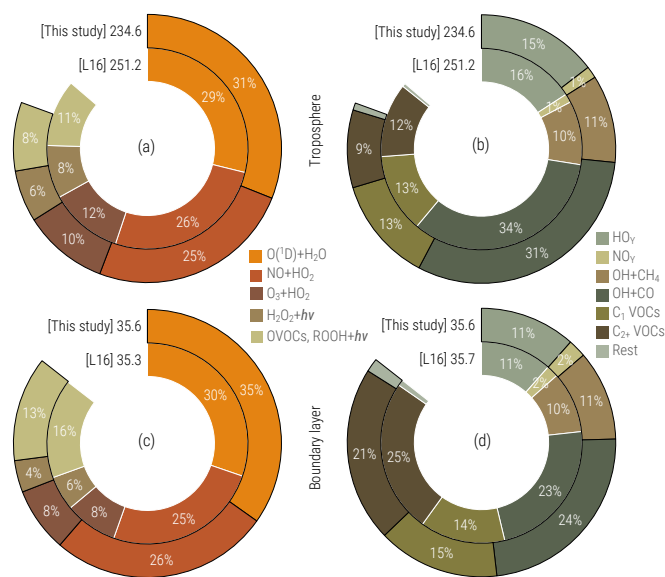 [This study] 234.6
[L16] 251.2
31%
29%
11%
8%
8%
6%
12%
10%
26%
25%
(a)
Troposphere
[This study] 234.6
[L16] 251.2
15%
16%
1%
1%
10%
11%
12%
9%
13%
13%
34%
31%
(b)
O(¹D)+H₂O
NO+HO₂
O₃+HO₂
H₂O₂+hv
OVOCs, ROOH+hv
HOᵧ
NOᵧ
OH+CH₄
OH+CO
C₁ VOCs
C₂₊ VOCs
Rest
[This study] 35.6
[L16] 35.3
35%
30%
13%
16%
4%
6%
8%
8%
25%
26%
(c)
Boundary layer
[This study] 35.6
[L16] 35.7
11%
11%
2%
2%
10%
11%
21%
25%
23%
24%
14%
15%
(d)